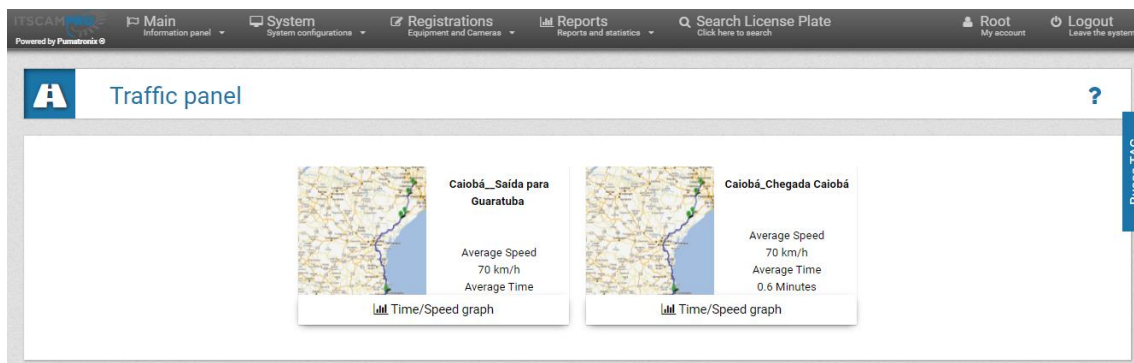 ITSCAMPRO
Powered by Pumatronix ®
Main
Information panel
System
System configurations
Registrations
Equipment and Cameras
Reports
Reports and statistics
Search License Plate
Click here to search
Root
My account
Logout
Leave the system
Traffic panel
?
Caiobá__Saída para
Guaratuba
Average Speed
70 km/h
Average Time
Time/Speed graph
Caiobá_Chegada Caiobá
Average Speed
70 km/h
Average Time
0.6 Minutes
Time/Speed graph